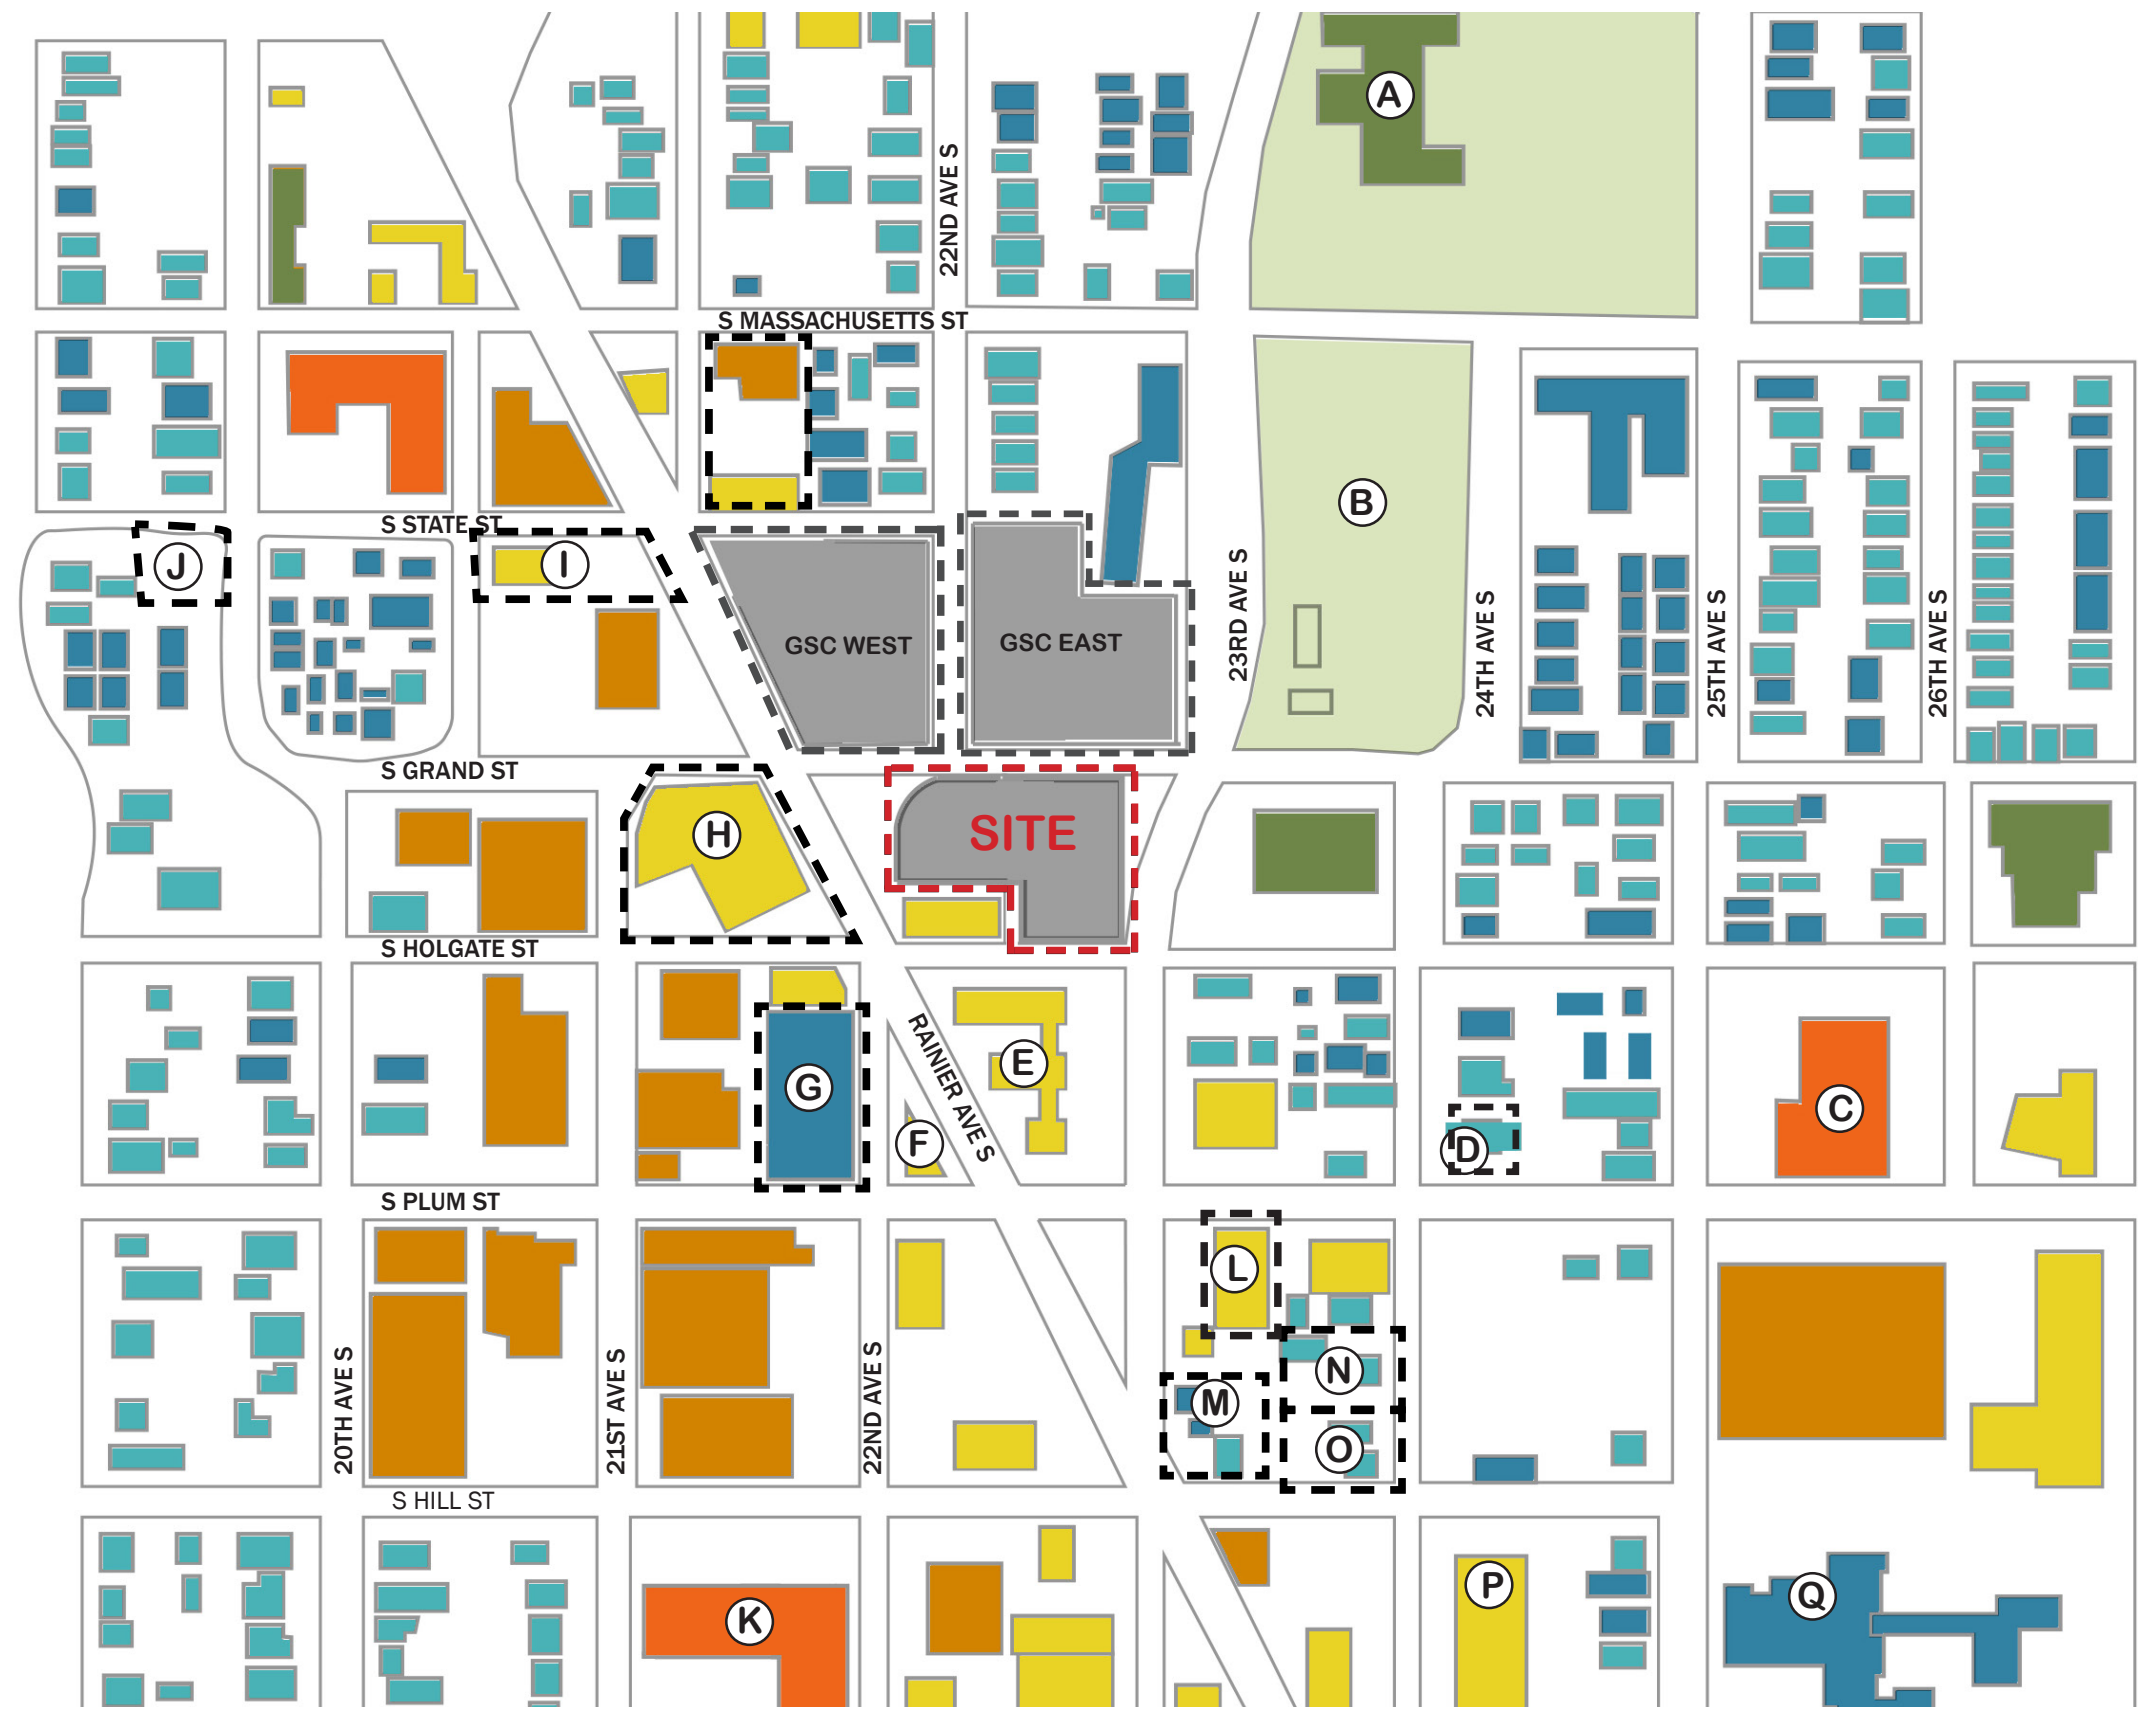 A
22ND AVE S
S MASSACHUSETTS ST
B
S STATE ST
J
I
GSC WEST
GSC EAST
23RD AVE S
24TH AVE S
25TH AVE S
26TH AVE S
S GRAND ST
H
SITE
S HOLGATE ST
G
RAINIER AVE S
E
F
D
C
S PLUM ST
L
20TH AVE S
21ST AVE S
22ND AVE S
N
M
O
S HILL ST
K
P
Q